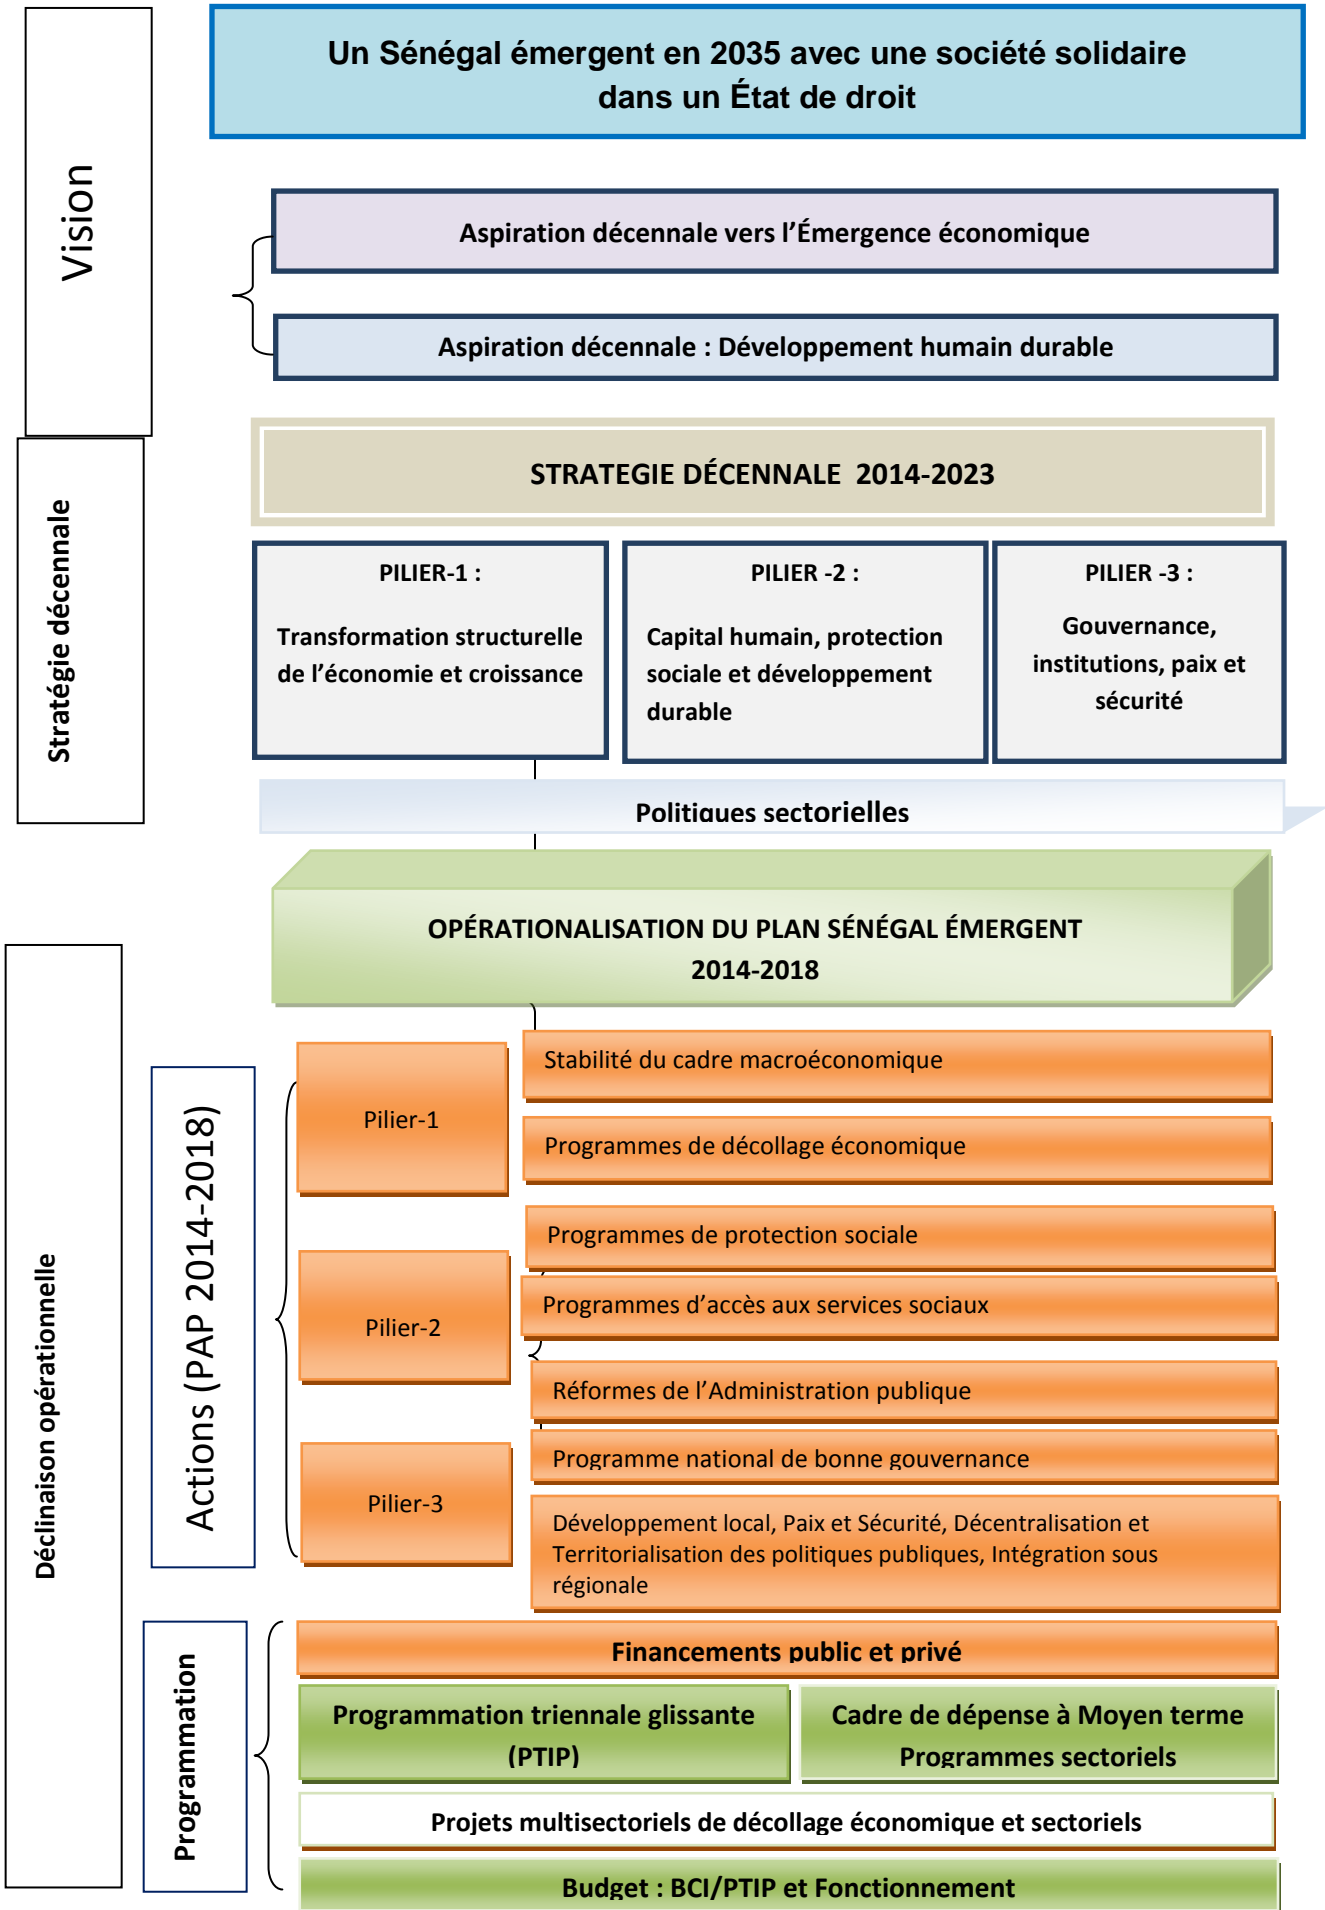 Un Sénégal émergent en 2035 avec une société solidaire
dans un État de droit
Vision
Aspiration décennale vers l’Émergence économique
Aspiration décennale : Développement humain durable
Stratégie décennale
STRATEGIE DÉCENNALE 2014-2023
PILIER-1 :
Transformation structurelle
de l’économie et croissance
PILIER -2 :
Capital humain, protection
sociale et développement
durable
PILIER -3 :
Gouvernance,
institutions, paix et
sécurité
Politiques sectorielles
OPÉRATIONALISATION DU PLAN SÉNÉGAL ÉMERGENT
2014-2018
Déclinaison opérationnelle
Actions (PAP 2014-2018)
Pilier-1
Stabilité du cadre macroéconomique
Programmes de décollage économique
Pilier-2
Programmes de protection sociale
Programmes d’accès aux services sociaux
Pilier-3
Réformes de l’Administration publique
Programme national de bonne gouvernance
Développement local, Paix et Sécurité, Décentralisation et
Territorialisation des politiques publiques, Intégration sous
régionale
Programmation
Financements public et privé
Programmation triennale glissante
(PTIP)
Cadre de dépense à Moyen terme
Programmes sectoriels
Projets multisectoriels de décollage économique et sectoriels
Budget : BCI/PTIP et Fonctionnement